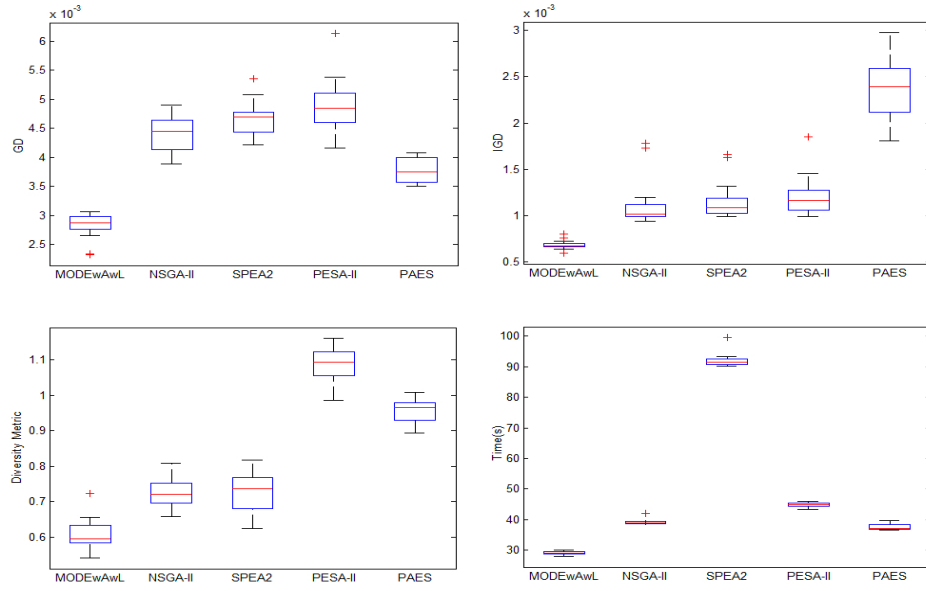 x 10⁻³
6
5.5
5
4.5
4
3.5
3
2.5
GD
MODEwAwL NSGA-II SPEA2 PESA-II PAES
x 10⁻³
3
2.5
2
1.5
1
0.5
IGD
MODEwAwL NSGA-II SPEA2 PESA-II PAES
1.1
1
0.9
0.8
0.7
0.6
Diversity Metric
MODEwAwL NSGA-II SPEA2 PESA-II PAES
100
90
80
70
60
50
40
30
Time(s)
MODEwAwL NSGA-II SPEA2 PESA-II PAES